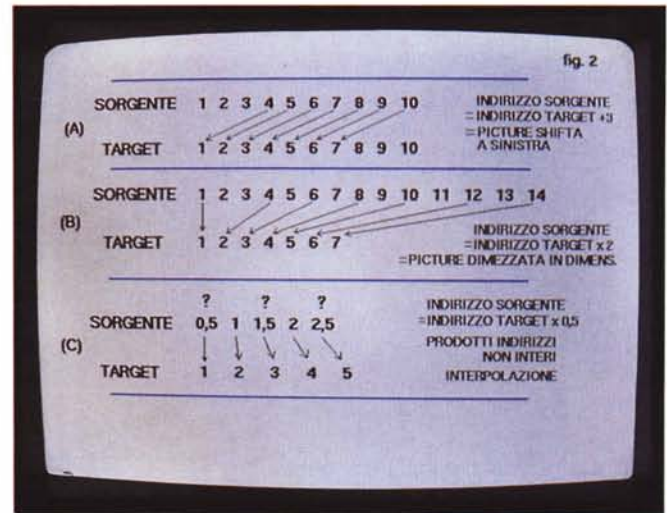 fig. 2
SORGENTE 1 2 3 4 5 6 7 8 9 10
INDIRIZZO SORGENTE
= INDIRIZZO TARGET +3
= PICTURE SHIFTA
A SINISTRA
(A)
TARGET 1 2 3 4 5 6 7 8 9 10
SORGENTE 1 2 3 4 5 6 7 8 9 10 11 12 13 14
(B)
INDIRIZZO SORGENTE
= INDIRIZZO TARGET x 2
= PICTURE DIMEZZATA IN DIMENS.
TARGET 1 2 3 4 5 6 7
? ? ?
SORGENTE 0,5 1 1,5 2 2,5
INDIRIZZO SORGENTE
= INDIRIZZO TARGET x 0,5
(C)
PRODOTTI INDIRIZZI
NON INTERI
TARGET 1 2 3 4 5
INTERPOLAZIONE